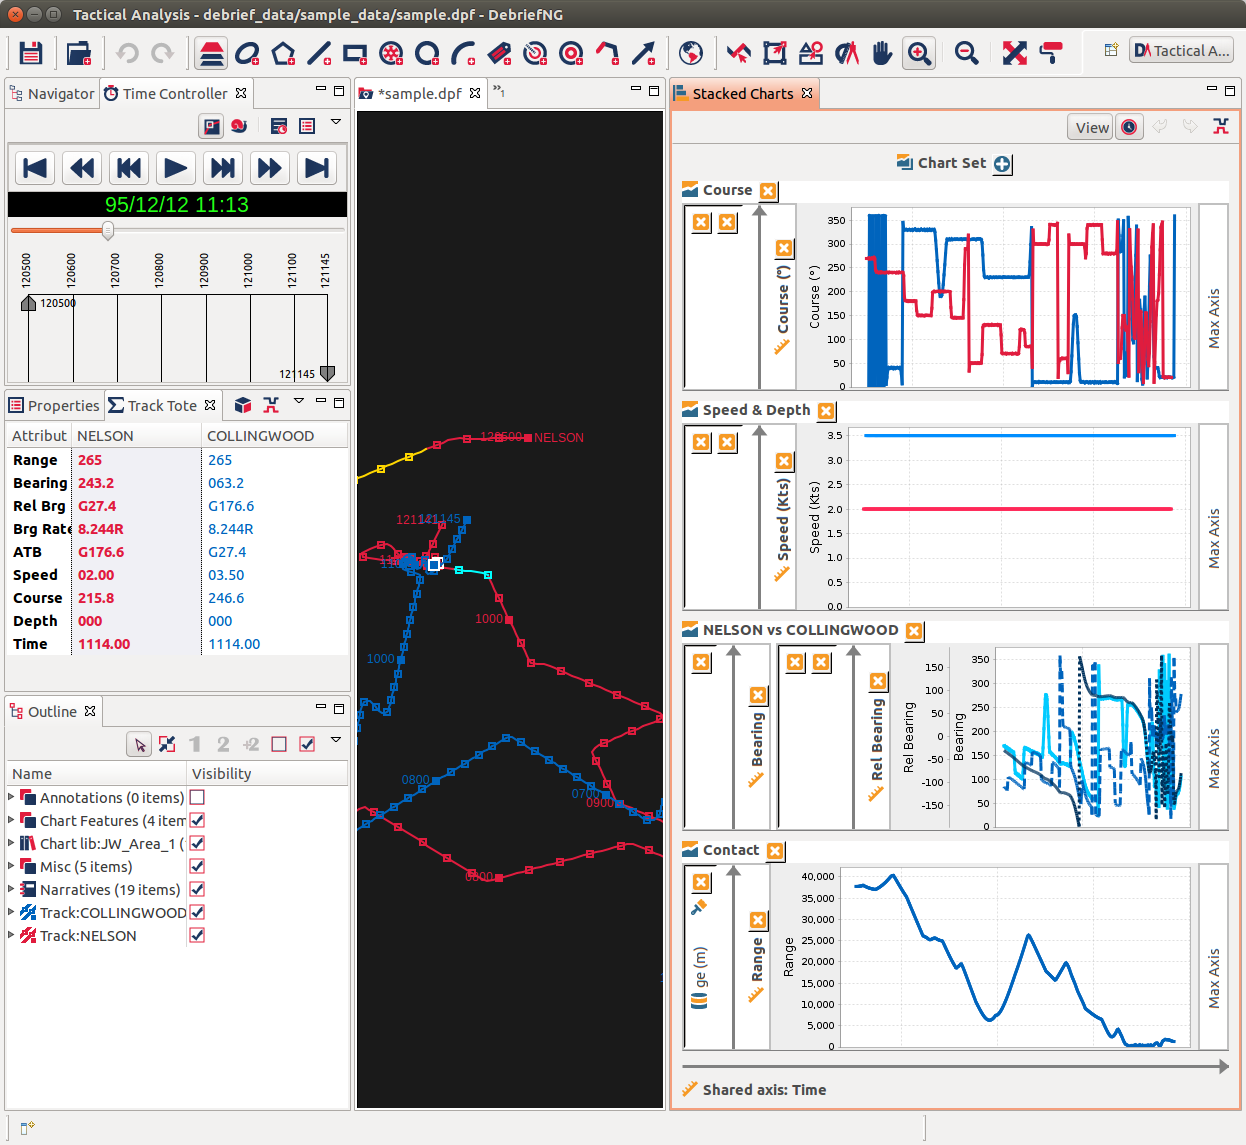 Tactical Analysis - debrief_data/sample_data/sample.dpf - DebriefNG
Tactical A...
Navigator
Time Controller
95/12/12 11:13
120500
120600
120700
120800
120900
121000
121100
121145
120500
121145
Properties
Track Tote
Attribut NELSON COLLINGWOOD
Range 265 265
Bearing 243.2 063.2
Rel Brg G27.4 G176.6
Brg Rate 8.244R 8.244R
ATB G176.6 G27.4
Speed 02.00 03.50
Course 215.8 246.6
Depth 000 000
Time 1114.00 1114.00
Outline
1 2 +2
Name Visibility
Annotations (0 items)
Chart Features (4 item
Chart lib:JW_Area_1 (
Misc (5 items)
Narratives (19 items)
Track:COLLINGWOOD
Track:NELSON
*sample.dpf
»1
120500 NELSON
121145
1000
1000
0800
0700
0900
Stacked Charts
View
Chart Set
Course
Course (°)
Course (°)
350
300
250
200
150
100
50
0
Max Axis
Speed & Depth
Speed (Kts)
Speed (Kts)
3.5
3.0
2.5
2.0
1.5
1.0
0.5
0.0
Max Axis
NELSON vs COLLINGWOOD
Bearing
Rel Bearing
Rel Bearing
150
100
50
0
-50
-100
-150
Bearing
350
300
250
200
150
100
50
0
Max Axis
Contact
ge (m)
Range
Range
40,000
35,000
30,000
25,000
20,000
15,000
10,000
5,000
0
Max Axis
Shared axis: Time